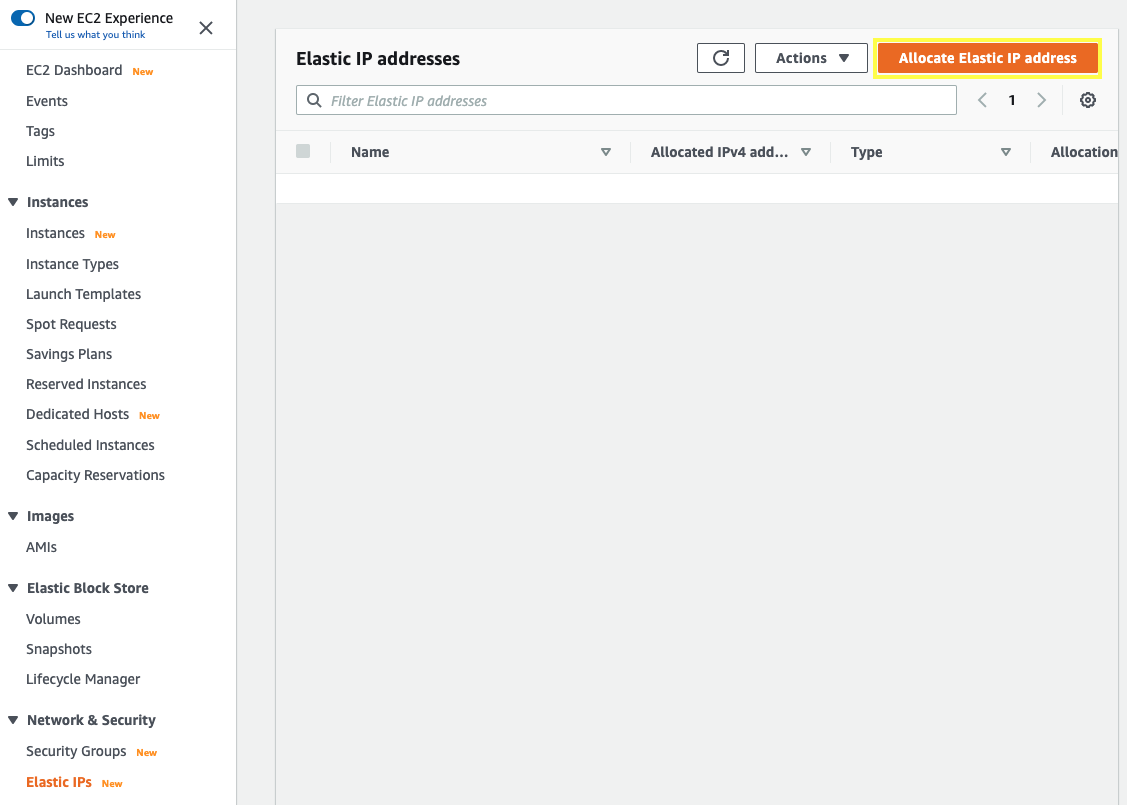 New EC2 Experience
Tell us what you think
EC2 Dashboard New
Events
Tags
Limits
Instances
Instances New
Instance Types
Launch Templates
Spot Requests
Savings Plans
Reserved Instances
Dedicated Hosts New
Scheduled Instances
Capacity Reservations
Images
AMIs
Elastic Block Store
Volumes
Snapshots
Lifecycle Manager
Network & Security
Security Groups New
Elastic IPs New
Elastic IP addresses Actions Allocate Elastic IP address
Filter Elastic IP addresses 1
Name Allocated IPv4 add... Type Allocation